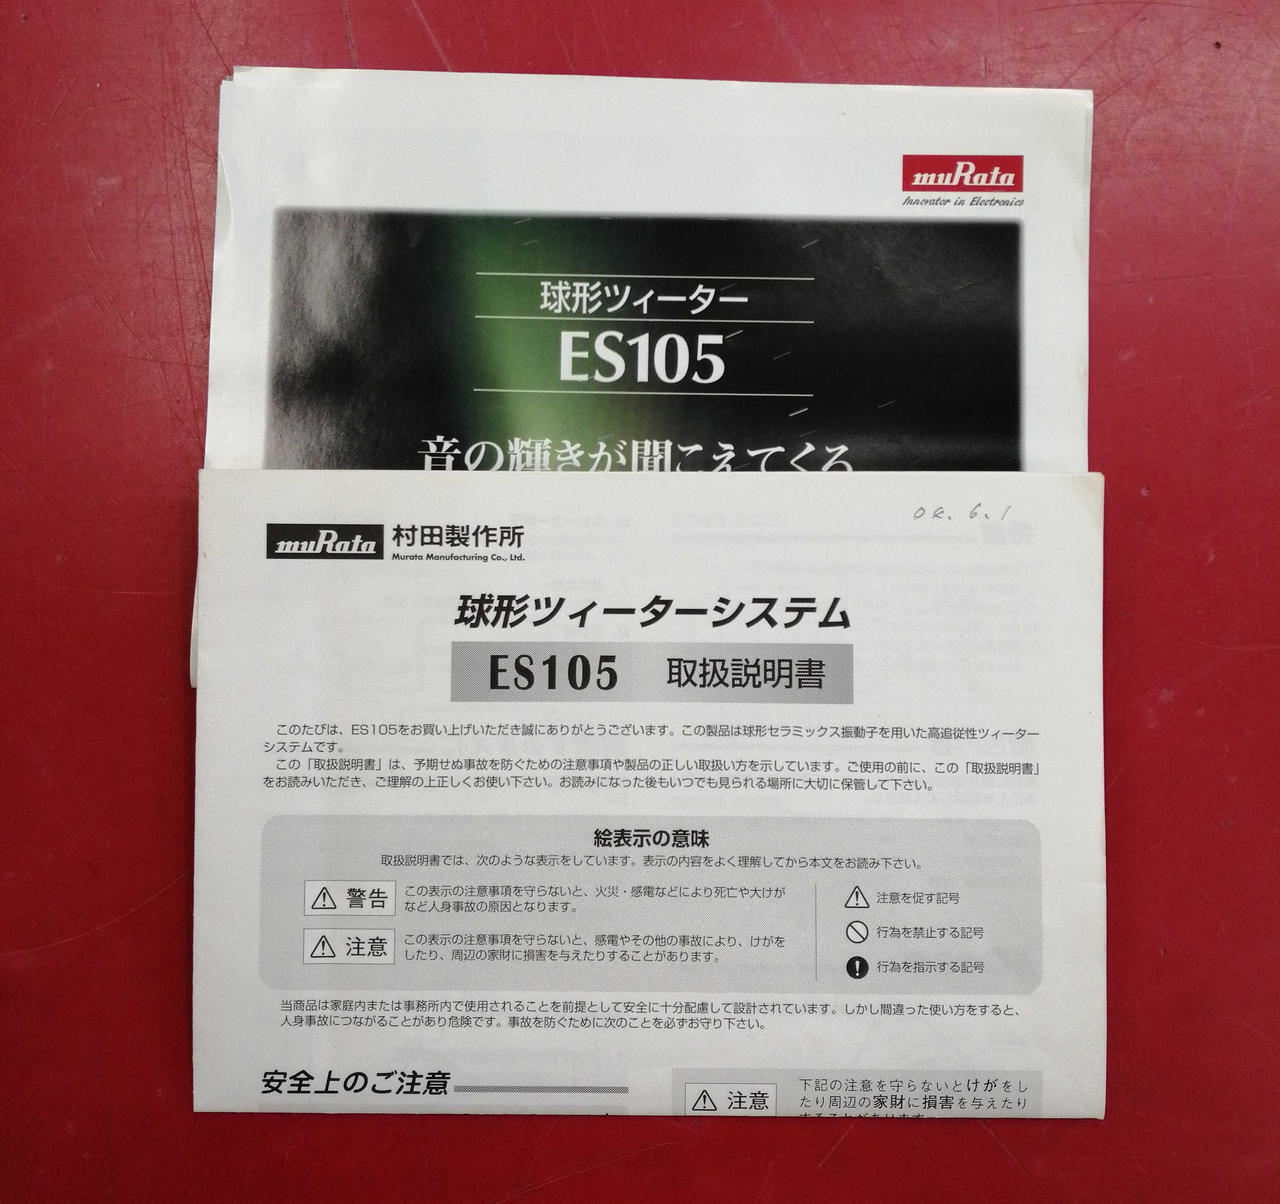 muRata
Innovator in Electronics
球形ツィーター
ES105
音の輝きが聞こえてくる
04. 6. 1
muRata 村田製作所
Murata Manufacturing Co., Ltd.
球形ツィーターシステム
ES105 取扱説明書
このたびは、ES105をお買い上げいただき誠にありがとうございます。この製品は球形セラミックス振動子を用いた高追従性ツィーター
システムです。
この「取扱説明書」は、予期せぬ事故を防ぐための注意事項や製品の正しい取扱い方を示しています。ご使用の前に、この「取扱説明書」
をお読みいただき、ご理解の上正しくお使い下さい。お読みになった後もいつでも見られる場所に大切に保管して下さい。
絵表示の意味
取扱説明書では、次のような表示をしています。表示の内容をよく理解してから本文をお読み下さい。
警告
この表示の注意事項を守らないと、火災・感電などにより死亡や大けが
など人身事故の原因となります。
注意
この表示の注意事項を守らないと、感電やその他の事故により、けがを
したり、周辺の家財に損害を与えたりすることがあります。
注意を促す記号
行為を禁止する記号
行為を指示する記号
当商品は家庭内または事務所内で使用されることを前提として安全に十分配慮して設計されています。しかし間違った使い方をすると、
人身事故につながることがあり危険です。事故を防ぐために次のことを必ずお守り下さい。
安全上のご注意
注意
下記の注意を守らないとけがをし
たり周辺の家財に損害を与えたり
することがあります。